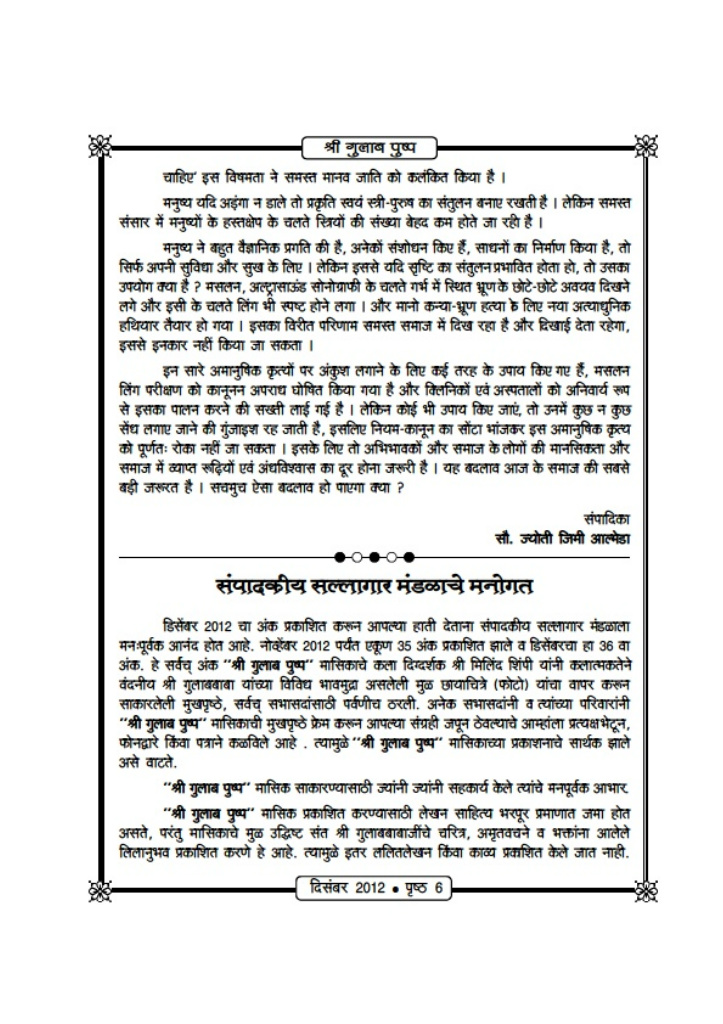 श्री गुलाब पुष्प
चाहिए' इस विषमता ने समस्त मानव जाति को कलंकित किया है ।
मनुष्य यदि अड़ंगा न डाले तो प्रकृति स्वयं स्त्री-पुरुष का संतुलन बनाए रखती है । लेकिन समस्त
संसार में मनुष्यों के हस्तक्षेप के चलते स्त्रियों की संख्या बेहद कम होते जा रही है ।
मनुष्य ने बहुत वैज्ञानिक प्रगति की है, अनेकों संशोधन किए हैं, साधनों का निर्माण किया है, तो
सिर्फ अपनी सुविधा और सुख के लिए । लेकिन इससे यदि सृष्टि का संतुलन प्रभावित होता हो, तो उसका
उपयोग क्या है ? मसलन, अल्ट्रासाऊंड सोनोग्राफी के चलते गर्भ में स्थित भ्रूण के छोटे-छोटे अवयव दिखने
लगे और इसी के चलते लिंग भी स्पष्ट होने लगा । और मानो कन्या-भ्रूण हत्या के लिए नया अत्याधुनिक
हथियार तैयार हो गया । इसका विरीत परिणाम समस्त समाज में दिख रहा है और दिखाई देता रहेगा,
इससे इनकार नहीं किया जा सकता ।
इन सारे अमानुषिक कृत्यों पर अंकुश लगाने के लिए कई तरह के उपाय किए गए हैं, मसलन
लिंग परीक्षण को कानूनन अपराध घोषित किया गया है और क्लिनिकों एवं अस्पतालों को अनिवार्य रूप
से इसका पालन करने की सख्ती लाई गई है । लेकिन कोई भी उपाय किए जाएं, तो उनमें कुछ न कुछ
सेंध लगाए जाने की गुंजाइश रह जाती है, इसलिए नियम-कानून का सोंटा भांजकर इस अमानुषिक कृत्य
को पूर्णतः रोका नहीं जा सकता । इसके लिए तो अभिभावकों और समाज के लोगों की मानसिकता और
समाज में व्याप्त रूढ़ियों एवं अंधविश्वास का दूर होना जरूरी है । यह बदलाव आज के समाज की सबसे
बड़ी जरूरत है । सचमुच ऐसा बदलाव हो पाएगा क्या ?
संपादिका
सौ. ज्योती जिमी आल्मेडा
संपादकीय सल्लागार मंडळाचे मनोगत
डिसेंबर 2012 चा अंक प्रकाशित करून आपल्या हाती देताना संपादकीय सल्लागार मंडळाला
मनःपूर्वक आनंद होत आहे. नोव्हेंबर 2012 पर्यंत एकूण 35 अंक प्रकाशित झाले व डिसेंबरचा हा 36 वा
अंक. हे सर्वच् अंक ''श्री गुलाब पुष्प'' मासिकाचे कला दिग्दर्शक श्री मिलिंद शिंपी यांनी कलात्मकतेने
वंदनीय श्री गुलाबबाबा यांच्या विविध भावमुद्रा असलेली मुळ छायाचित्रे (फोटो) यांचा वापर करून
साकारलेली मुखपृष्ठे, सर्वच् सभासदांसाठी पर्वणीच ठरली. अनेक सभासदांनी व त्यांच्या परिवारांनी
''श्री गुलाब पुष्प'' मासिकाची मुखपृष्ठे फ्रेम करून आपल्या संग्रही जपून ठेवल्याचे आम्हांला प्रत्यक्ष भेटून,
फोनद्वारे किंवा पत्राने कळविले आहे . त्यामुळे ''श्री गुलाब पुष्प'' मासिकाच्या प्रकाशनाचे सार्थक झाले
असे वाटते.
''श्री गुलाब पुष्प'' मासिक साकारण्यासाठी ज्यांनी ज्यांनी सहकार्य केले त्यांचे मनपूर्वक आभार.
''श्री गुलाब पुष्प'' मासिक प्रकाशित करण्यासाठी लेखन साहित्य भरपूर प्रमाणात जमा होत
असते, परंतु मासिकाचे मुळ उद्दिष्ट संत श्री गुलाबबाबाजींचे चरित्र, अमृतवचने व भक्तांना आलेले
लिलानुभव प्रकाशित करणे हे आहे. त्यामुळे इतर ललितलेखन किंवा काव्य प्रकाशित केले जात नाही.
दिसंबर 2012 ● पृष्ठ 6